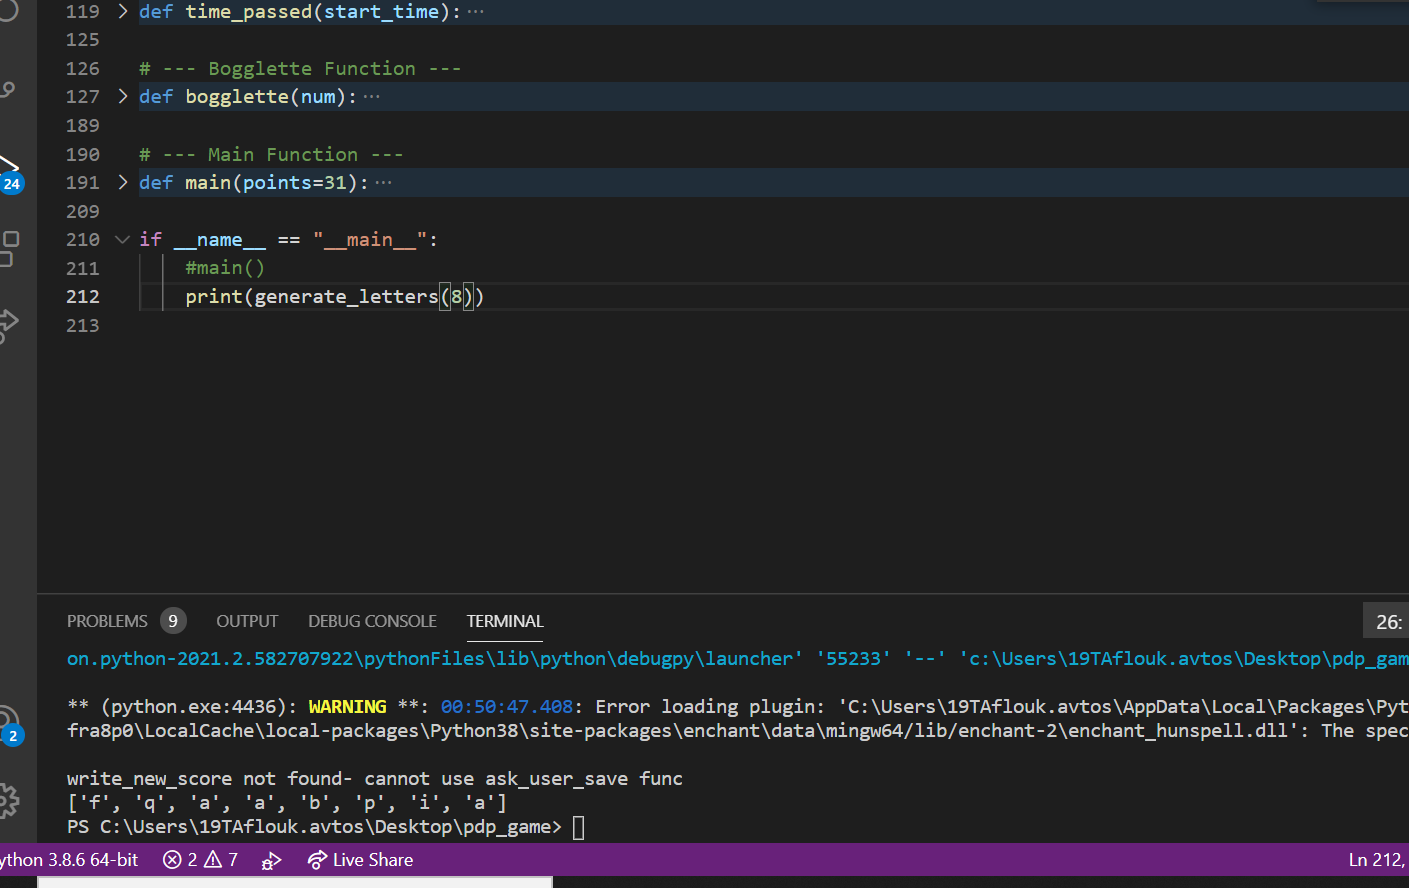 119 def time_passed(start_time):···
125
126 # --- Bogglette Function ---
127 def bogglette(num):···
189
190 # --- Main Function ---
24
191 def main(points=31):···
209
210 if __name__ == "__main__":
211 #main()
212 print(generate_letters(8))
213
PROBLEMS 9 OUTPUT DEBUG CONSOLE TERMINAL 26:
on.python-2021.2.582707922\pythonFiles\lib\python\debugpy\launcher' '55233' '--' 'c:\Users\19TAflouk.avtos\Desktop\pdp_gam
** (python.exe:4436): WARNING **: 00:50:47.408: Error loading plugin: 'C:\Users\19TAflouk.avtos\AppData\Local\Packages\Pyt
fra8p0\LocalCache\local-packages\Python38\site-packages\enchant\data\mingw64/lib/enchant-2\enchant_hunspell.dll': The spec
2
write_new_score not found- cannot use ask_user_save func
['f', 'q', 'a', 'a', 'b', 'p', 'i', 'a']
PS C:\Users\19TAflouk.avtos\Desktop\pdp_game>
ython 3.8.6 64-bit 2 7 Live Share Ln 212,